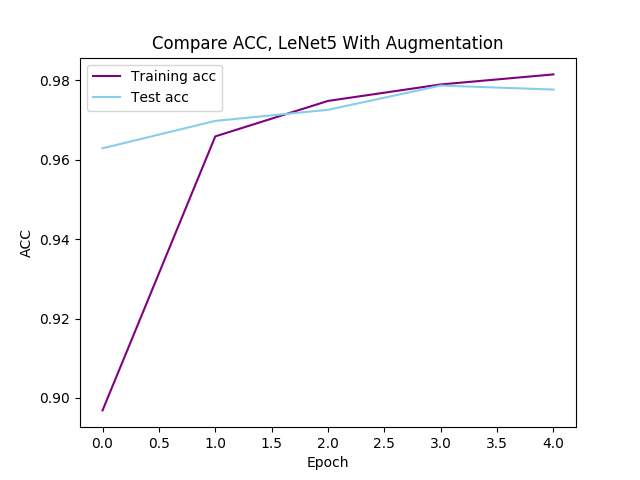 Compare ACC, LeNet5 With Augmentation
Training acc
Test acc
0.98
0.96
0.94
0.92
0.90
ACC
0.0 0.5 1.0 1.5 2.0 2.5 3.0 3.5 4.0
Epoch